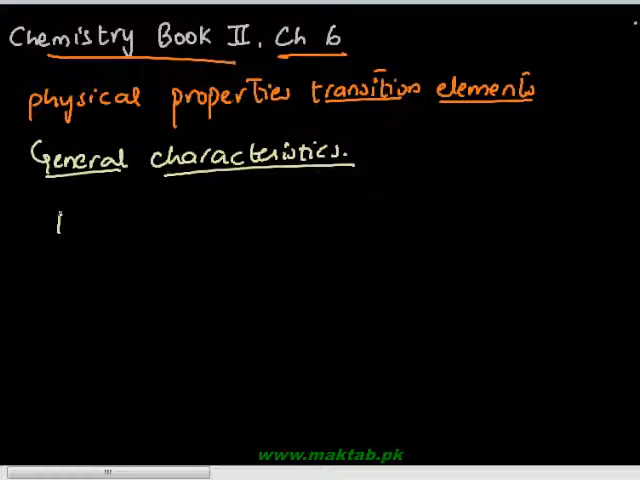 Chemistry Book II, Ch 6
physical properties transition elements
General characteristics.
www.maktab.pk